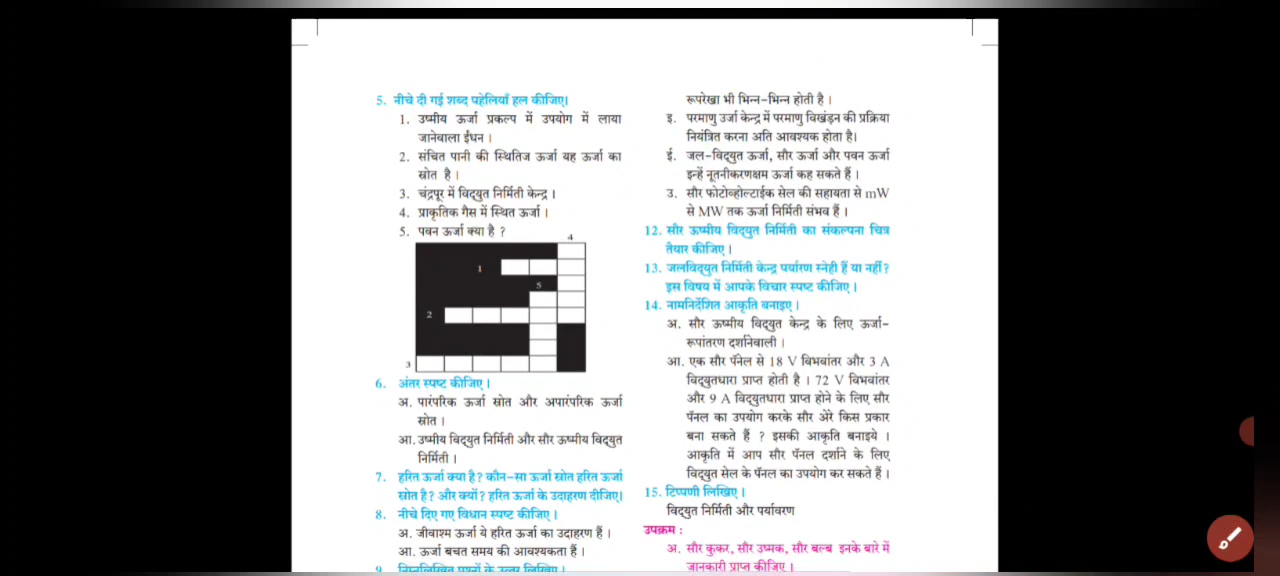 5. नीचे दी गई शब्द पहेलियाँ हल कीजिए।
1. उष्मीय ऊर्जा प्रकल्प में उपयोग में लाया
जानेवाला ईंधन ।
2. संचित पानी की स्थितिज ऊर्जा यह ऊर्जा का
स्रोत है ।
3. चंद्रपूर में विद्युत निर्मिती केन्द्र ।
4. प्राकृतिक गैस में स्थित ऊर्जा ।
5. पवन ऊर्जा क्या है ?
4
1
5
2
3
6. अंतर स्पष्ट कीजिए ।
अ. पारंपरिक ऊर्जा स्रोत और अपारंपरिक ऊर्जा
स्रोत ।
आ. उष्मीय विद्युत निर्मिती और सौर ऊष्मीय विद्युत
निर्मिती ।
7. हरित ऊर्जा क्या है? कौन-सा ऊर्जा स्रोत हरित ऊर्जा
स्रोत है? और क्यों? हरित ऊर्जा के उदाहरण दीजिए।
8. नीचे दिए गए विधान स्पष्ट कीजिए ।
अ. जीवाश्म ऊर्जा ये हरित ऊर्जा का उदाहरण हैं ।
आ. ऊर्जा बचत समय की आवश्यकता हैं ।
9. निम्नलिखित प्रश्नों के उत्तर लिखिए ।
रूपरेखा भी भिन्न-भिन्न होती है ।
इ. परमाणु उर्जा केन्द्र में परमाणु विखंड़न की प्रक्रिया
नियंत्रित करना अति आवश्यक होता है।
ई. जल-विद्युत ऊर्जा, सौर ऊर्जा और पवन ऊर्जा
इन्हें नूतनीकरणक्षम ऊर्जा कह सकते हैं ।
उ. सौर फोटोव्होल्टाईक सेल की सहायता से mW
से MW तक ऊर्जा निर्मिती संभव हैं ।
12. सौर ऊष्मीय विद्युत निर्मिती का संकल्पना चित्र
तैयार कीजिए ।
13. जलविद्युत निर्मिती केन्द्र पर्यारण स्नेही हैं या नहीं?
इस विषय में आपके विचार स्पष्ट कीजिए ।
14. नामनिर्देशित आकृति बनाइए ।
अ. सौर ऊष्मीय विद्युत केन्द्र के लिए ऊर्जा-
रूपांतरण दर्शानेवाली ।
आ. एक सौर पॅनेल से 18 V विभवांतर और 3 A
विद्युतधारा प्राप्त होती है । 72 V विभवांतर
और 9 A विद्युतधारा प्राप्त होने के लिए सौर
पॅनल का उपयोग करके सौर अॅरे किस प्रकार
बना सकते हैं ? इसकी आकृति बनाइये ।
आकृति में आप सौर पॅनल दर्शाने के लिए
विद्युत सेल के पॅनल का उपयोग कर सकते हैं ।
15. टिप्पणी लिखिए ।
विद्युत निर्मिती और पर्यावरण
उपक्रम :
अ. सौर कुकर, सौर उष्मक, सौर बल्ब इनके बारे में
जानकारी प्राप्त कीजिए ।